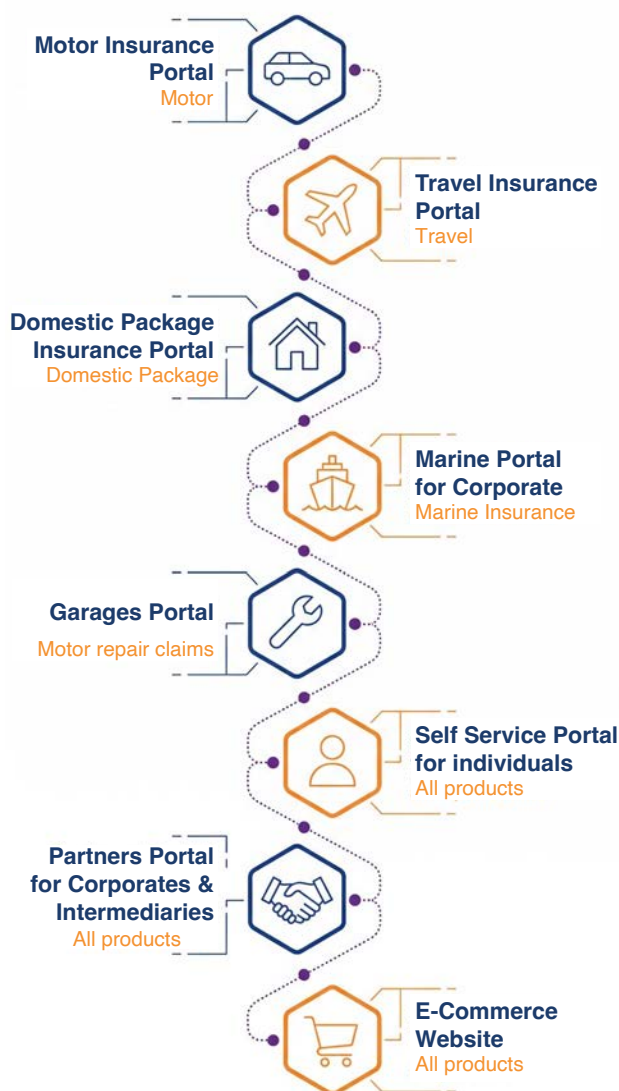 Motor Insurance
Portal
Motor
Travel Insurance
Portal
Travel
Domestic Package
Insurance Portal
Domestic Package
Marine Portal
for Corporate
Marine Insurance
Garages Portal
Motor repair claims
Self Service Portal
for individuals
All products
Partners Portal
for Corporates &
Intermediaries
All products
E-Commerce
Website
All products